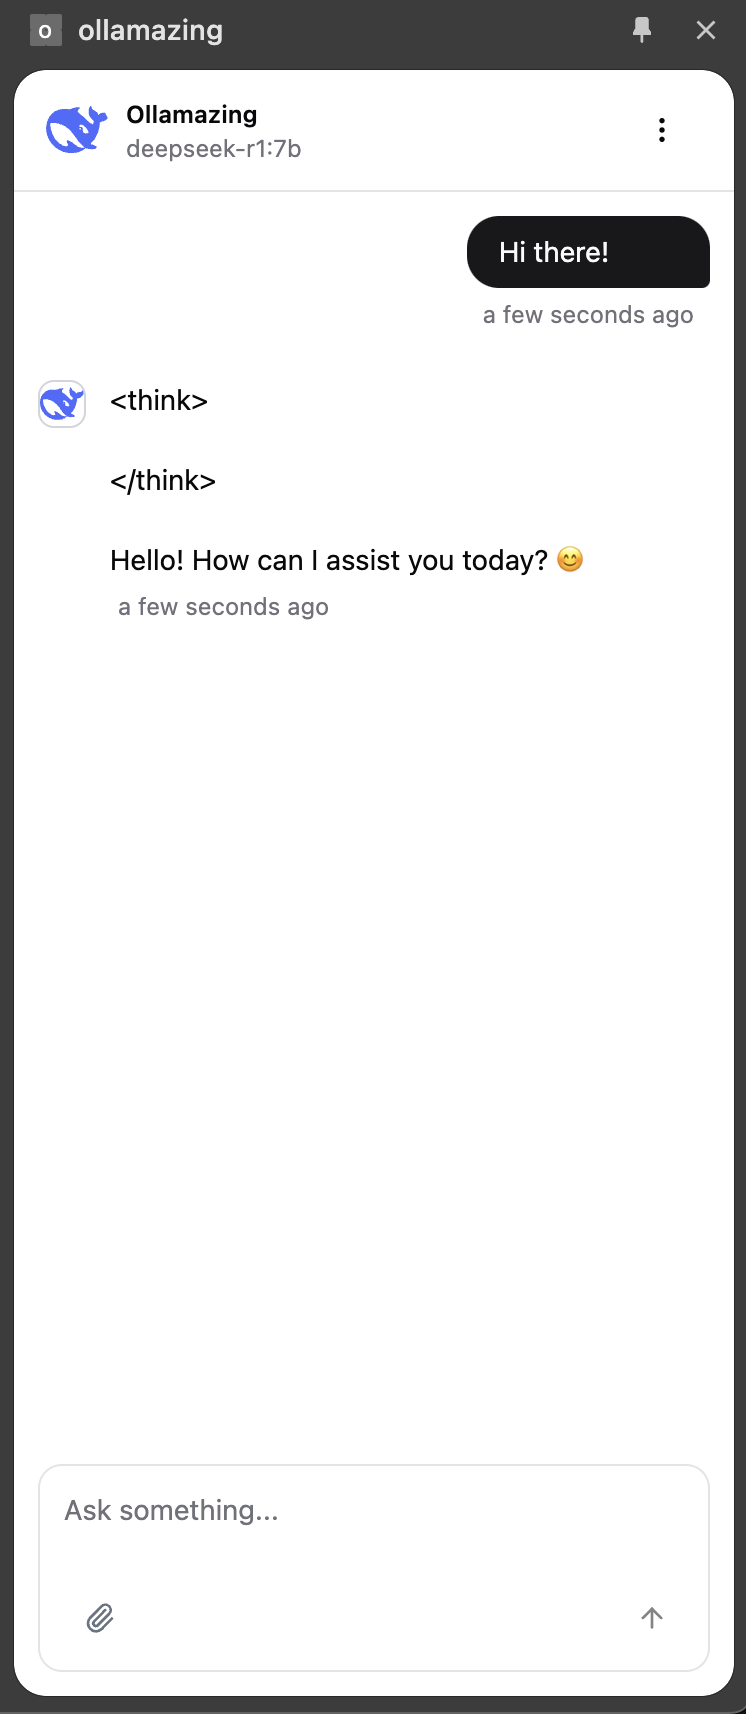 o ollamazing
Ollamazing
deepseek-r1:7b
Hi there!
a few seconds ago
<think>
</think>
Hello! How can I assist you today? 😊
a few seconds ago
Ask something...